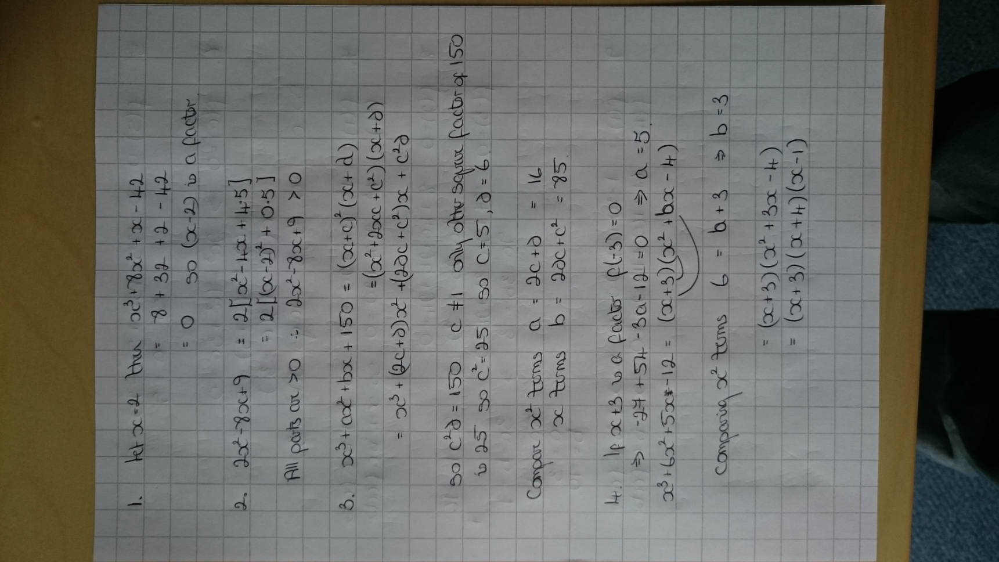 1. let x=2 then x³+8x²+x-42
= 8+32+2-42
= 0 so (x-2) is a factor.
2. 2x²-8x+9 = 2[x²-4x+4.5]
= 2[(x-2)²+0.5]
All parts are >0 ∴ 2x²-8x+9 >0
3. x³+ax²+bx+150 = (x+c)²(x+d)
=(x²+2xc+c²)(x+d)
= x³+(2c+d)x²+(2dc+c²)x+c²d
so c²d=150 c≠1 only other square factor of 150
is 25 so c²=25 so c=5, d=6.
Compare x² terms a = 2c+d = 16
x terms b = 2dc+c² = 85.
4. If x+3 is a factor f(-3)=0
⇒ -27+54-3a-12=0 ⇒ a=5.
x³+6x²+5x-12 = (x+3)(x²+bx-4)
Comparing x² terms 6 = b+3 ⇒ b=3
= (x+3)(x²+3x-4)
= (x+3)(x+4)(x-1)